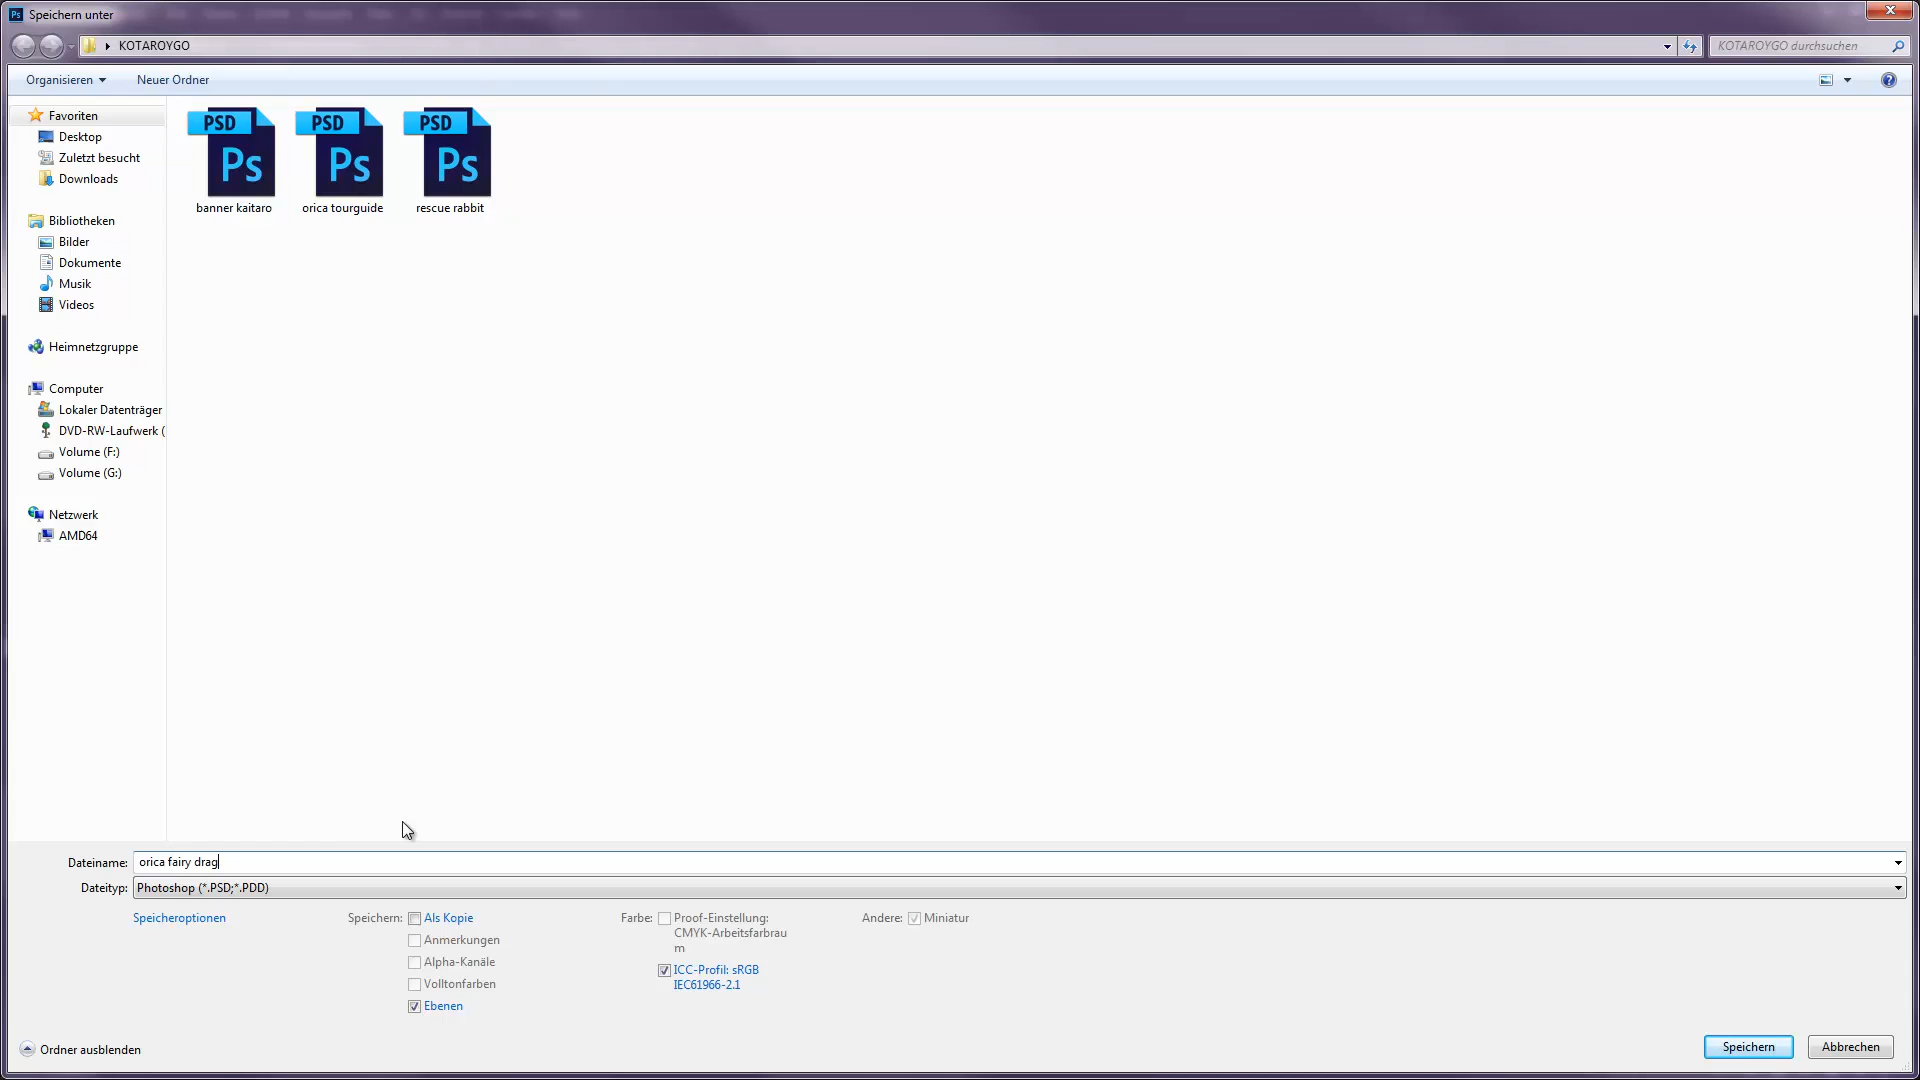 Ps Speichern unter
KOTAROYGO
KOTAROYGO durchsuchen
Organisieren
Neuer Ordner
Favoriten
Desktop
Zuletzt besucht
Downloads
Bibliotheken
Bilder
Dokumente
Musik
Videos
Heimnetzgruppe
Computer
Lokaler Datenträger
DVD-RW-Laufwerk (
Volume (F:)
Volume (G:)
Netzwerk
AMD64
PSD
Ps
banner kaitaro
PSD
Ps
orica tourguide
PSD
Ps
rescue rabbit
Dateiname: orica fairy drag
Dateityp: Photoshop (*.PSD;*.PDD)
Speicheroptionen
Speichern: Als Kopie
Anmerkungen
Alpha-Kanäle
Volltonfarben
Ebenen
Farbe: Proof-Einstellung:
CMYK-Arbeitsfarbrau
m
ICC-Profil: sRGB
IEC61966-2.1
Andere: Miniatur
Ordner ausblenden
Speichern
Abbrechen